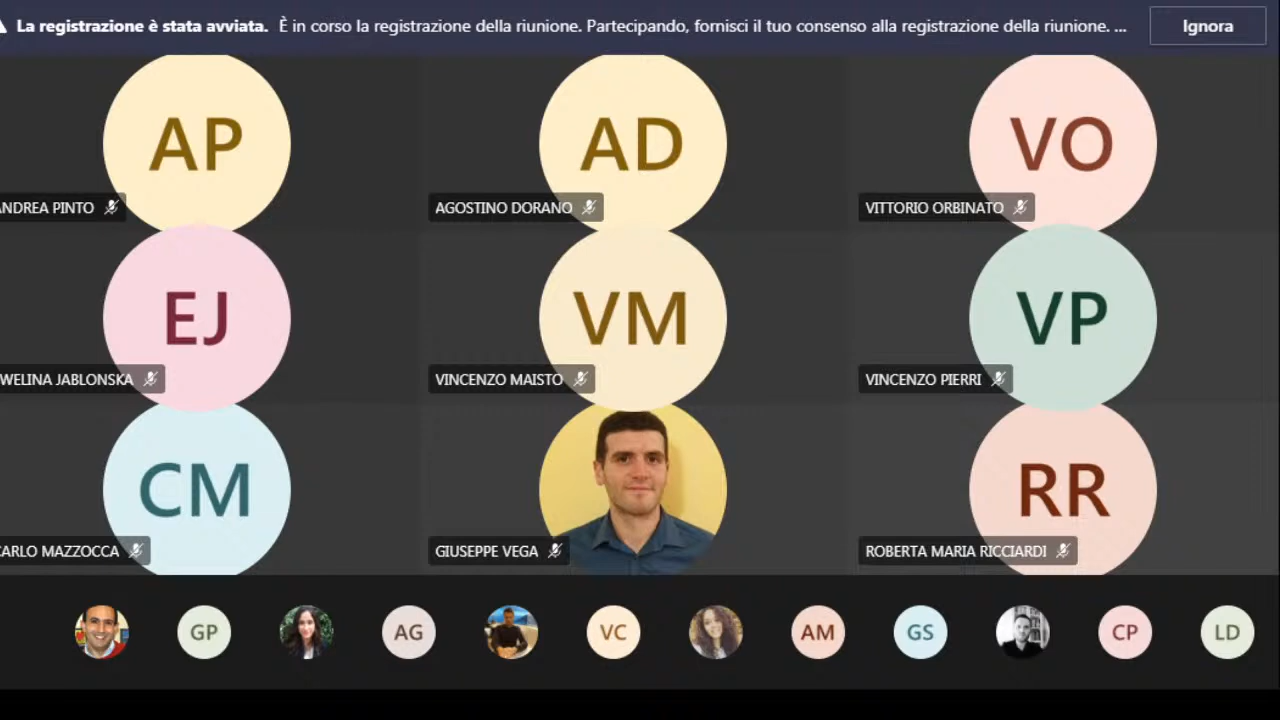 La registrazione è stata avviata. È in corso la registrazione della riunione. Partecipando, fornisci il tuo consenso alla registrazione della riunione. ... Ignora
AP AD VO
ANDREA PINTO AGOSTINO DORANO VITTORIO ORBINATO
EJ VM VP
WELINA JABLONSKA VINCENZO MAISTO VINCENZO PIERRI
CM RR
CARLO MAZZOCCA GIUSEPPE VEGA ROBERTA MARIA RICCIARDI
GP AG VC AM GS CP LD